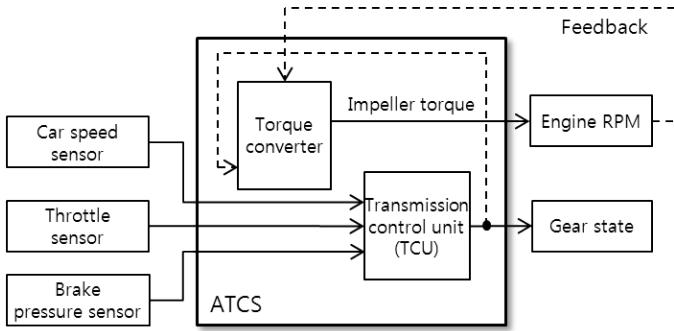 Feedback
Impeller torque
Torque
converter
Engine RPM
Car speed
sensor
Throttle
sensor
Transmission
control unit
(TCU)
Gear state
Brake
pressure sensor
ATCS